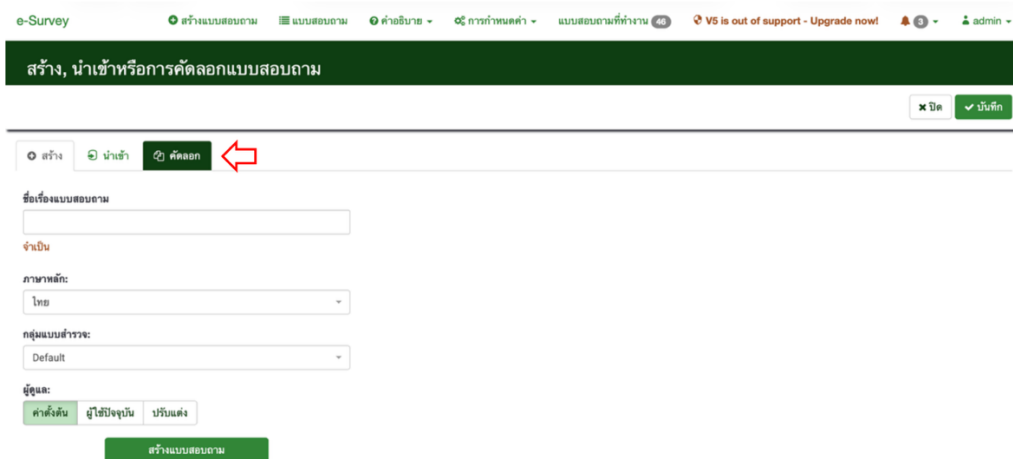 e-Survey สร้างแบบสอบถาม แบบสอบถาม คำอธิบาย การกำหนดค่า แบบสอบถามที่ทำงาน 46 V5 is out of support - Upgrade now! 3 admin
สร้าง, นำเข้าหรือการคัดลอกแบบสอบถาม
ปิด บันทึก
สร้าง นำเข้า คัดลอก
ชื่อเรื่องแบบสอบถาม
จำเป็น
ภาษาหลัก:
ไทย
กลุ่มแบบสำรวจ:
Default
ผู้ดูแล:
ค่าตั้งต้น ผู้ใช้ปัจจุบัน ปรับแต่ง
สร้างแบบสอบถาม